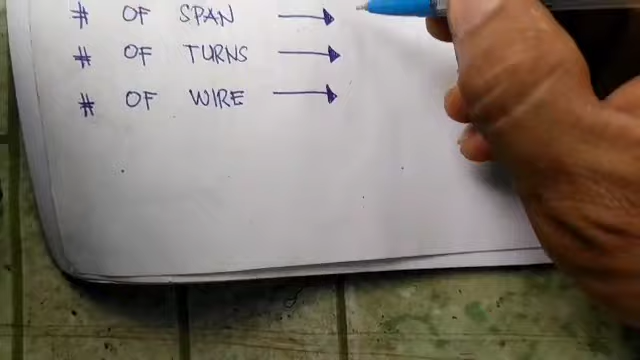 # OF SPAN →
# OF TURNS →
# OF WIRE →